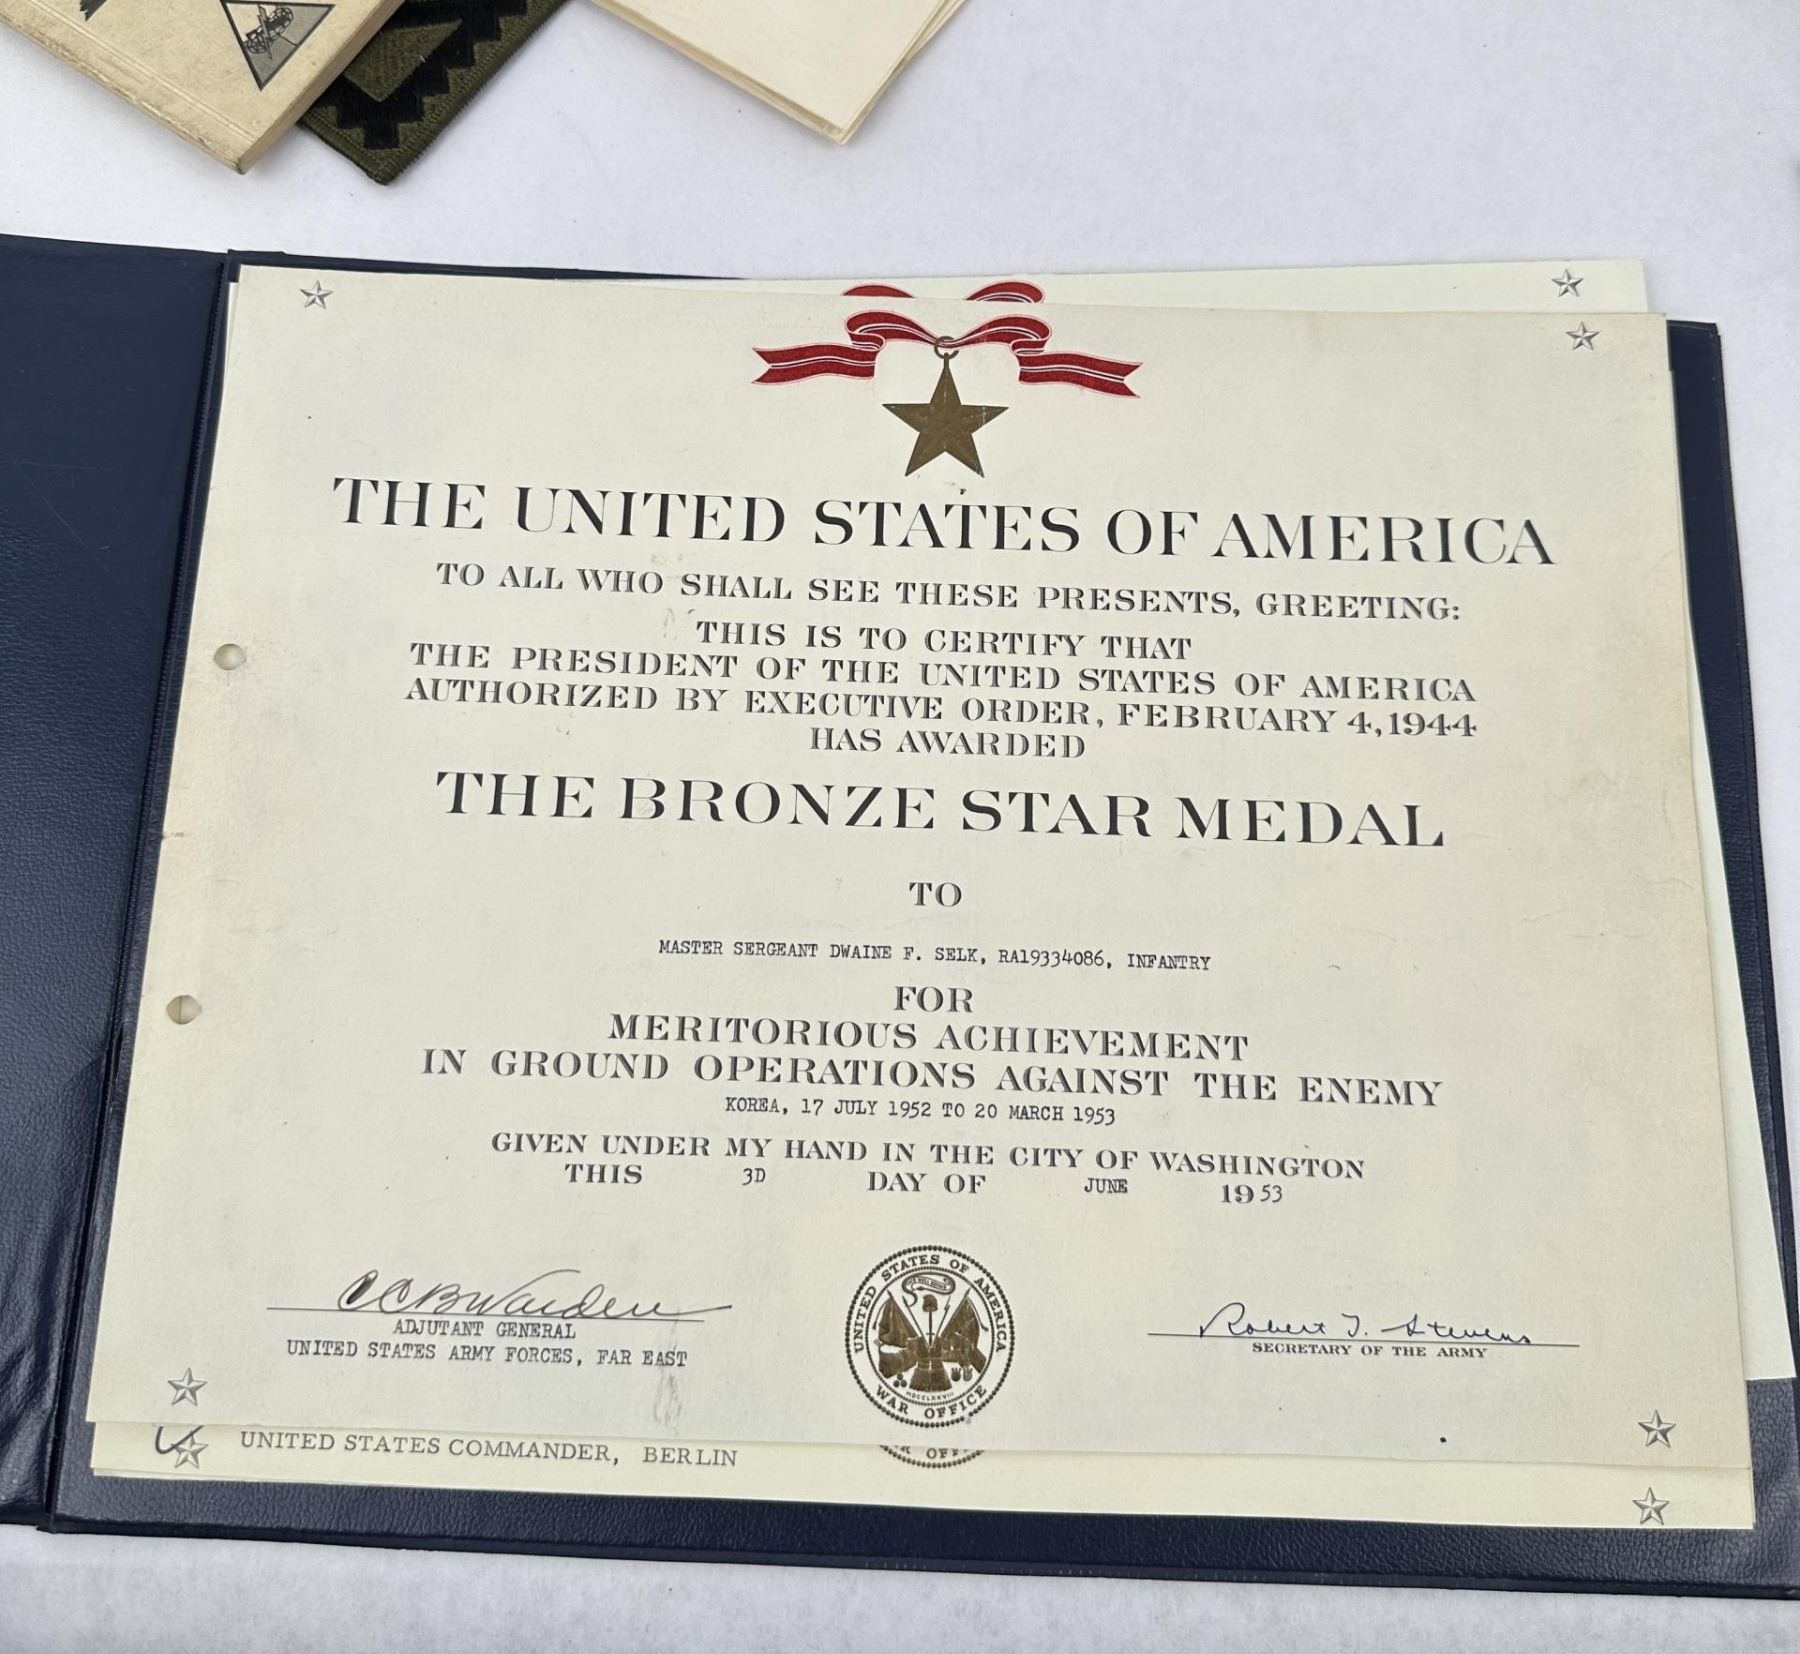 THE UNITED STATES OF AMERICA
TO ALL WHO SHALL SEE THESE PRESENTS, GREETING:
THIS IS TO CERTIFY THAT
THE PRESIDENT OF THE UNITED STATES OF AMERICA
AUTHORIZED BY EXECUTIVE ORDER, FEBRUARY 4, 1944
HAS AWARDED
THE BRONZE STAR MEDAL
TO
MASTER SERGEANT DWAINE F. SELK, RA19334086, INFANTRY
FOR
MERITORIOUS ACHIEVEMENT
IN GROUND OPERATIONS AGAINST THE ENEMY
KOREA, 17 JULY 1952 TO 20 MARCH 1953
GIVEN UNDER MY HAND IN THE CITY OF WASHINGTON
THIS 3D DAY OF JUNE 1953
CCBWarden
ADJUTANT GENERAL
UNITED STATES ARMY FORCES, FAR EAST
UNITED STATES OF AMERICA
MDCCLXXVIII
WAR OFFICE
Robert T. Stevens
SECRETARY OF THE ARMY
UNITED STATES COMMANDER, BERLIN